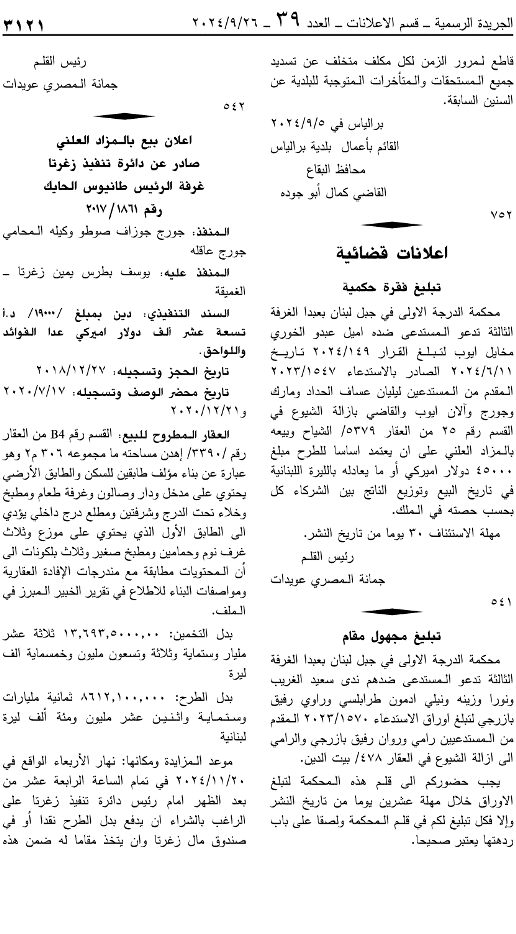 الجريدة الرسمية ــ قسم الاعلانات ــ العدد ٣٩ ــ ٢٠٢٤/٩/٢٦
٣١٢١
قاطع لمرور الزمن لكل مكلف متخلف عن تسديد
جميع المستحقات والمتأخرات المتوجبة للبلدية عن
السنين السابقة.
برالياس في ٢٠٢٤/٩/٥
القائم بأعمال بلدية برالياس
محافظ البقاع
القاضي كمال أبو جوده
٧٥٢
اعلانات قضائية
تبليغ فقرة حكمية
محكمة الدرجة الاولى في جبل لبنان بعبدا الغرفة
الثالثة تدعو المستدعى ضده اميل عبدو الخوري
مخايل ايوب لتبلغ القرار ٢٠٢٤/١٤٩ تاريخ
٢٠٢٤/٦/١١ الصادر بالاستدعاء ٢٠٢٣/١٥٤٧
المقدم من المستدعين ليليان عساف الحداد ومارك
وجورج وآلان ايوب والقاضي بازالة الشيوع في
القسم رقم ٢٥ من العقار ٥٣٧٩/ الشياح وبيعه
بالمزاد العلني على ان يعتمد اساسا للطرح مبلغ
٤٥٠٠٠ دولار اميركي أو ما يعادله بالليرة اللبنانية
في تاريخ البيع وتوزيع الناتج بين الشركاء كل
بحسب حصته في الملك.
مهلة الاستئناف ٣٠ يوما من تاريخ النشر.
رئيس القلم
جمانة المصري عويدات
٥٤١
تبليغ مجهول مقام
محكمة الدرجة الاولى في جبل لبنان بعبدا الغرفة
الثالثة تدعو المستدعى ضدهم ندى سعيد الغريب
ونورا وزينه ونيلي ادمون طرابلسي وراوي رفيق
بازرجي لتبلغ اوراق الاستدعاء ٢٠٢٣/١٥٧٠ المقدم
من المستدعيين رامي وروان رفيق بازرجي والرامي
الى ازالة الشيوع في العقار ٤٧٨/ بيت الدين.
يجب حضوركم الى قلم هذه المحكمة لتبلغ
الاوراق خلال مهلة عشرين يوما من تاريخ النشر
وإلا فكل تبليغ لكم في قلم المحكمة ولصقا على باب
ردهتها يعتبر صحيحا.
رئيس القلم
جمانة المصري عويدات
٥٤٢
اعلان بيع بالمزاد العلني
صادر عن دائرة تنفيذ زغرتا
غرفة الرئيس طانيوس الحايك
رقم ٢٠١٧/١٨٦١
المنفذ: جورج جوزاف صوطو وكيله المحامي
جورج عاقله
المنفذ عليه: يوسف بطرس يمين زغرتا ــ
العميقة
السند التنفيذي: دين بمبلغ /١٩٠٠٠/ د.أ
تسعة عشر ألف دولار اميركي عدا الفوائد
واللواحق.
تاريخ الحجز وتسجيله: ٢٠١٨/١٢/٢٧
تاريخ محضر الوصف وتسجيله: ٢٠٢٠/٧/١٧
و٢٠٢٠/١٢/٢١
العقار المطروح للبيع: القسم رقم B4 من العقار
رقم /٣٣٩٠/ إهدن مساحته ما مجموعه ٣٠٦ م٢ وهو
عبارة عن بناء مؤلف طابقين للسكن والطابق الأرضي
يحتوي على مدخل ودار وصالون وغرفة طعام ومطبخ
وخلاء تحت الدرج وشرفتين ومطلع درج داخلي يؤدي
الى الطابق الأول الذي يحتوي على موزع وثلاث
غرف نوم وحمامين ومطبخ صغير وثلاث بلكونات الى
أن المحتويات مطابقة مع مندرجات الإفادة العقارية
ومواصفات البناء للاطلاع في تقرير الخبير المبرز في
الملف.
بدل التخمين: ١٣,٦٩٣,٥٠٠٠,٠٠ ثلاثة عشر
مليار وستماية وثلاثة وتسعون مليون وخمسماية الف
ليرة
بدل الطرح: ٨٦١٢,١٠٠,٠٠٠ ثمانية مليارات
وستماية واثنين عشر مليون ومئة ألف ليرة
لبنانية
موعد المزايدة ومكانها: نهار الأربعاء الواقع في
٢٠٢٤/١١/٢٠ في تمام الساعة الرابعة عشر من
بعد الظهر امام رئيس دائرة تنفيذ زغرتا على
الراغب بالشراء ان يدفع بدل الطرح نقدا أو في
صندوق مال زغرتا وان يتخذ مقاما له ضمن هذه